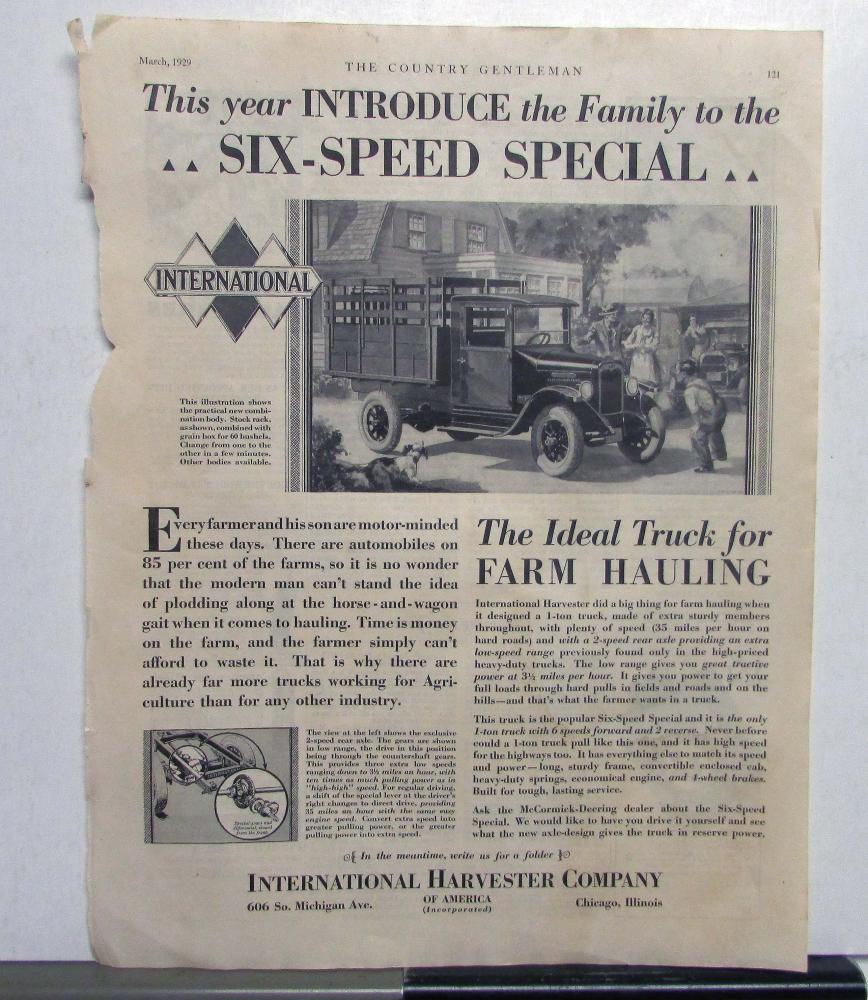 March, 1929
THE COUNTRY GENTLEMAN
121
This year INTRODUCE the Family to the
SIX-SPEED SPECIAL
INTERNATIONAL
This illustration shows
the practical new combi-
nation body. Stock rack,
as shown, combined with
grain box for 60 bushels.
Change from one to the
other in a few minutes.
Other bodies available.
Every farmer and his son are motor-minded
these days. There are automobiles on
85 per cent of the farms, so it is no wonder
that the modern man can't stand the idea
of plodding along at the horse-and-wagon
gait when it comes to hauling. Time is money
on the farm, and the farmer simply can't
afford to waste it. That is why there are
already far more trucks working for Agri-
culture than for any other industry.
The view at the left shows the exclusive
2-speed rear axle. The gears are shown
in low range, the drive in this position
being through the countershaft gears.
This provides three extra low speeds
ranging down to 3½ miles an hour, with
ten times as much pulling power as in
"high-high" speed. For regular driving,
a shift of the special lever at the driver's
right changes to direct drive, providing
35 miles an hour with the same easy
engine speed. Convert extra speed into
greater pulling power, or the greater
pulling power into extra speed.
Special gears and
differential, viewed
from the front.
The Ideal Truck for
FARM HAULING
International Harvester did a big thing for farm hauling when
it designed a 1-ton truck, made of extra sturdy members
throughout, with plenty of speed (35 miles per hour on
hard roads) and with a 2-speed rear axle providing an extra
low-speed range previously found only in the high-priced
heavy-duty trucks. The low range gives you great tractive
power at 3½ miles per hour. It gives you power to get your
full loads through hard pulls in fields and roads and on the
hills—and that's what the farmer wants in a truck.
This truck is the popular Six-Speed Special and it is the only
1-ton truck with 6 speeds forward and 2 reverse. Never before
could a 1-ton truck pull like this one, and it has high speed
for the highways too. It has everything else to match its speed
and power—long, sturdy frame, convertible enclosed cab,
heavy-duty springs, economical engine, and 4-wheel brakes.
Built for tough, lasting service.
Ask the McCormick-Deering dealer about the Six-Speed
Special. We would like to have you drive it yourself and see
what the new axle-design gives the truck in reserve power.
In the meantime, write us for a folder
INTERNATIONAL HARVESTER COMPANY
606 So. Michigan Ave.
OF AMERICA
(Incorporated)
Chicago, Illinois